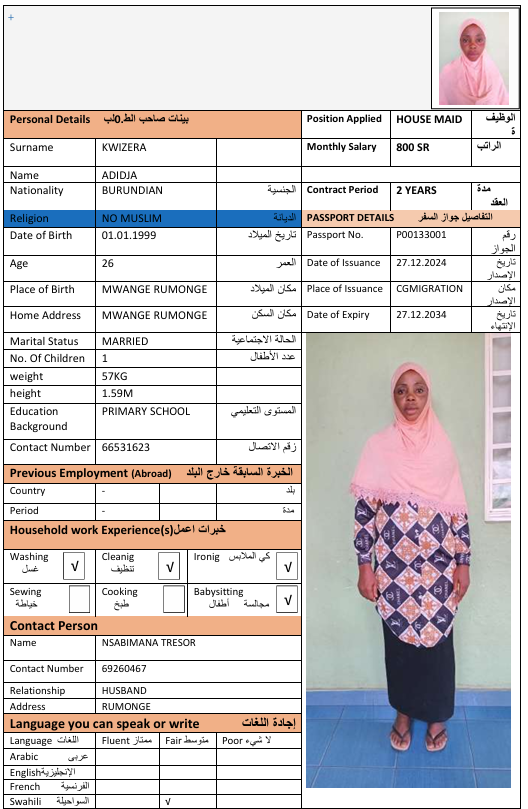 Personal Details بينات صاحب الط.0لب
Position Applied HOUSE MAID الوظيفة
Surname KWIZERA
Monthly Salary 800 SR الراتب
Name ADIDJA
Nationality BURUNDIAN الجنسية
Contract Period 2 YEARS مدة العقد
Religion NO MUSLIM الديانة
PASSPORT DETAILS التفاصيل جواز السفر
Date of Birth 01.01.1999 تاريخ الميلاد
Passport No. P00133001 رقم الجواز
Age 26 العمر
Date of Issuance 27.12.2024 تاريخ الإصدار
Place of Birth MWANGE RUMONGE مكان الميلاد
Place of Issuance CGMIGRATION مكان الإصدار
Home Address MWANGE RUMONGE مكان السكن
Date of Expiry 27.12.2034 تاريخ الإنتهاء
Marital Status MARRIED الحالة الاجتماعية
No. Of Children 1 عدد الأطفال
weight 57KG
height 1.59M
Education Background PRIMARY SCHOOL المستوى التعليمي
Contact Number 66531623 زقم الاتصال
Previous Employment (Abroad) الخبرة السابقة خارج البلد
Country - - بلد
Period - - مدة
Household work Experience(s) خبرات اعمل
Washing غسل √ Cleanig تنظيف √ Ironig كي الملابس √
Sewing خياطة Cooking طبخ Babysitting مجالسة أطفال √
Contact Person
Name NSABIMANA TRESOR
Contact Number 69260467
Relationship HUSBAND
Address RUMONGE
Language you can speak or write إجادة اللغات
Language اللغات Fluent ممتاز Fair متوسط Poor لا شيء
Arabic عربى
English الإنجليزية
French الفرنسية
Swahili السواحيلة √